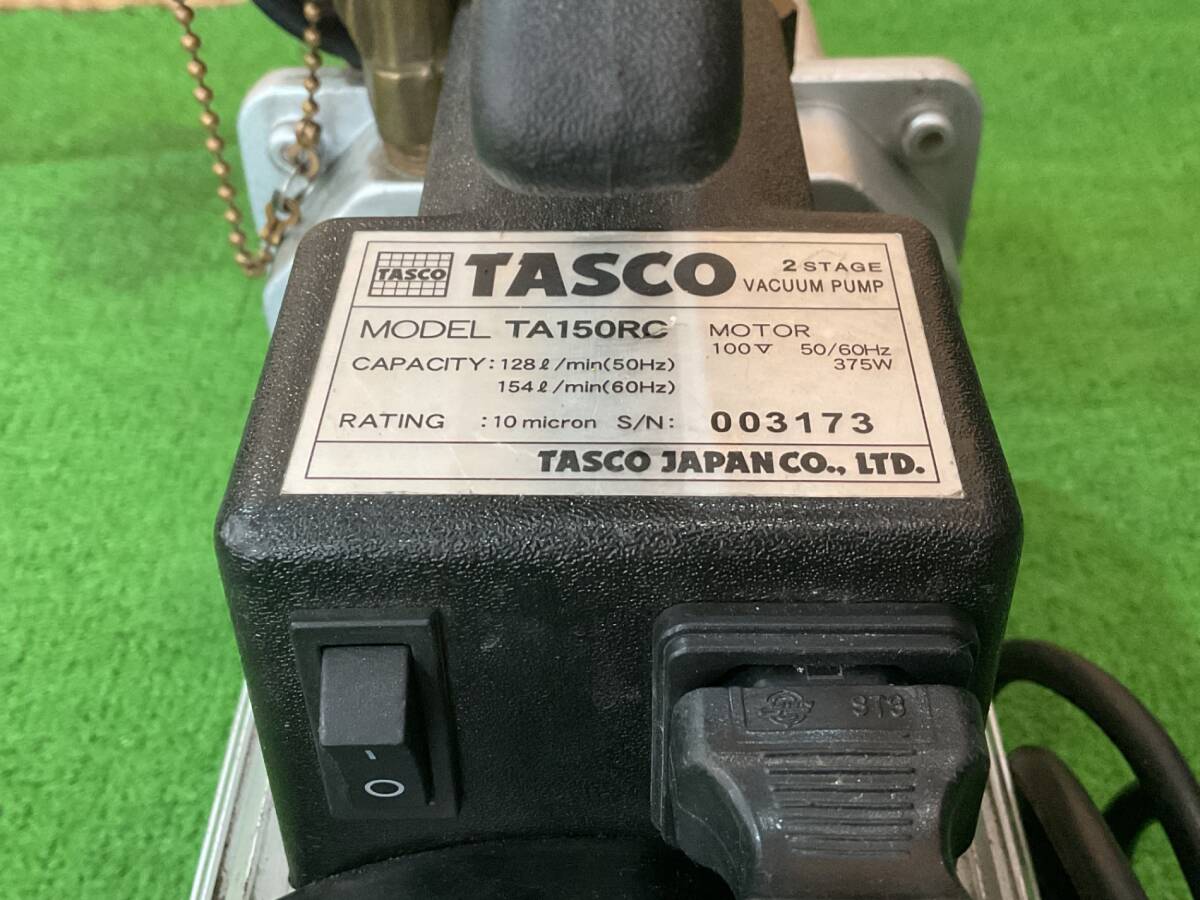 TASCO
TASCO
2 STAGE
VACUUM PUMP
MODEL TA150RC
MOTOR
100V 50/60Hz
375W
CAPACITY : 128ℓ/min(50Hz)
154ℓ/min(60Hz)
RATING : 10 micron S/N: 003173
TASCO JAPAN CO., LTD.
ST3